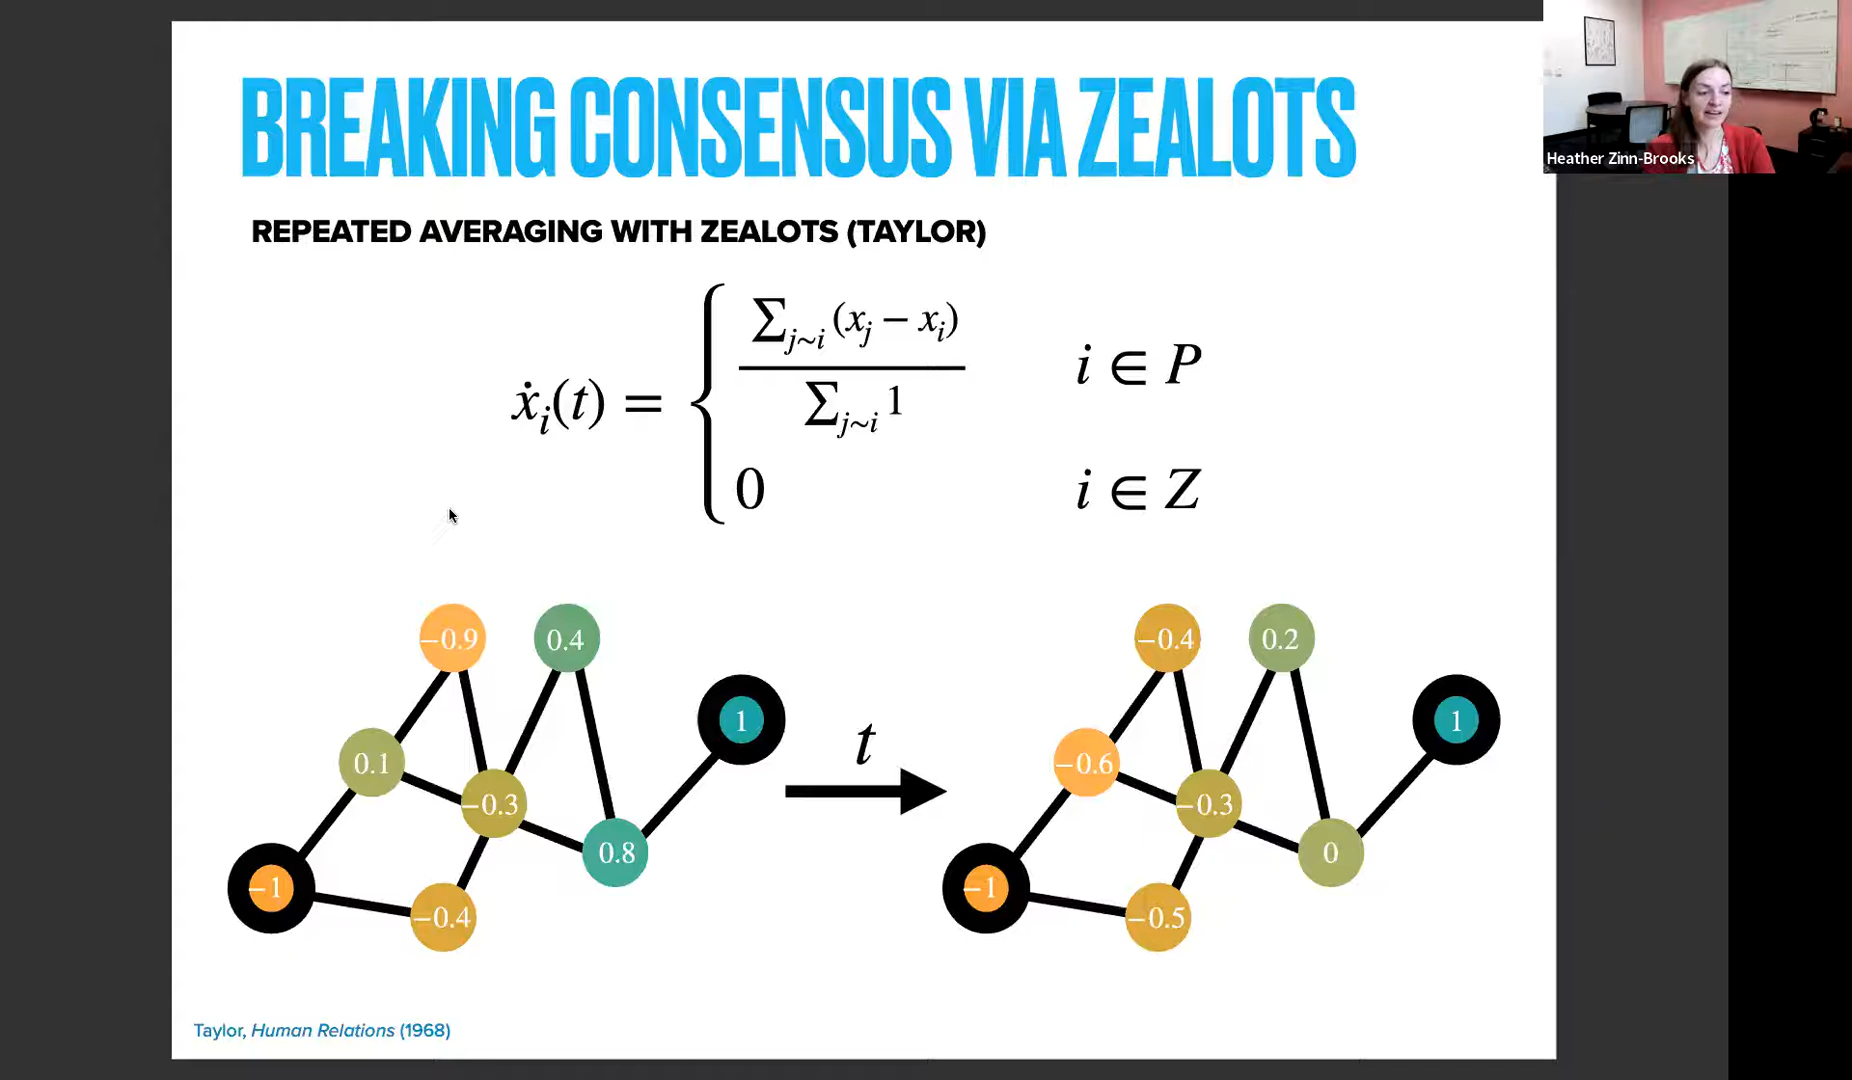 BREAKING CONSENSUS VIA ZEALOTS
Heather Zinn-Brooks
REPEATED AVERAGING WITH ZEALOTS (TAYLOR)
ẋᵢ(t) = { ∑_{j~i} (x_j − x_i) / ∑_{j~i} 1   i ∈ P
0   i ∈ Z
−0.9 0.4 −0.4 0.2
1 t 1
0.1 −0.6
−0.3 −0.3
0.8 0
−1 −1
−0.4 −0.5
Taylor, Human Relations (1968)